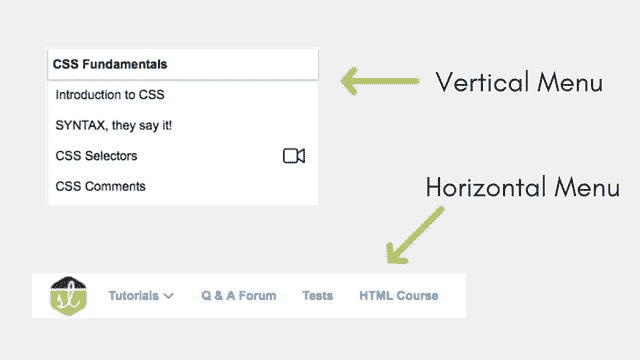 CSS Fundamentals
Introduction to CSS
SYNTAX, they say it!
CSS Selectors
CSS Comments
Vertical Menu
Horizontal Menu
sl
Tutorials
Q & A Forum
Tests
HTML Course